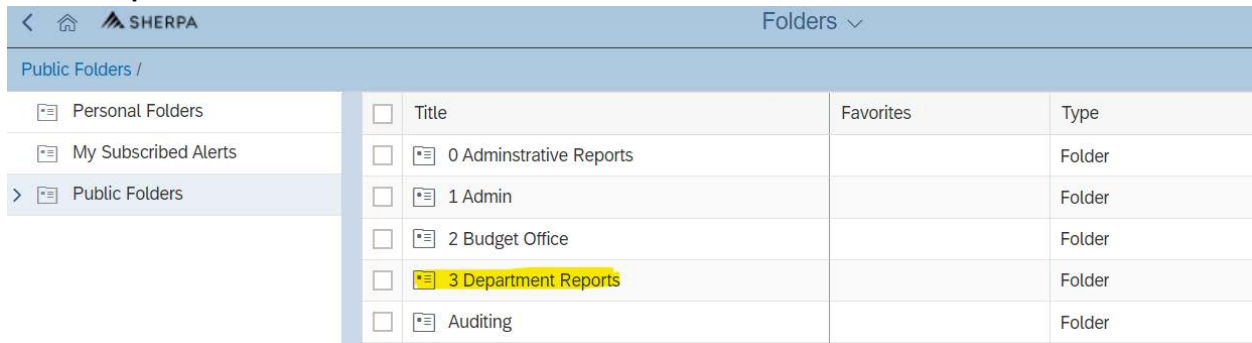 SHERPA
Folders
Public Folders /
Personal Folders
My Subscribed Alerts
Public Folders
Title Favorites Type
0 Adminstrative Reports Folder
1 Admin Folder
2 Budget Office Folder
3 Department Reports Folder
Auditing Folder